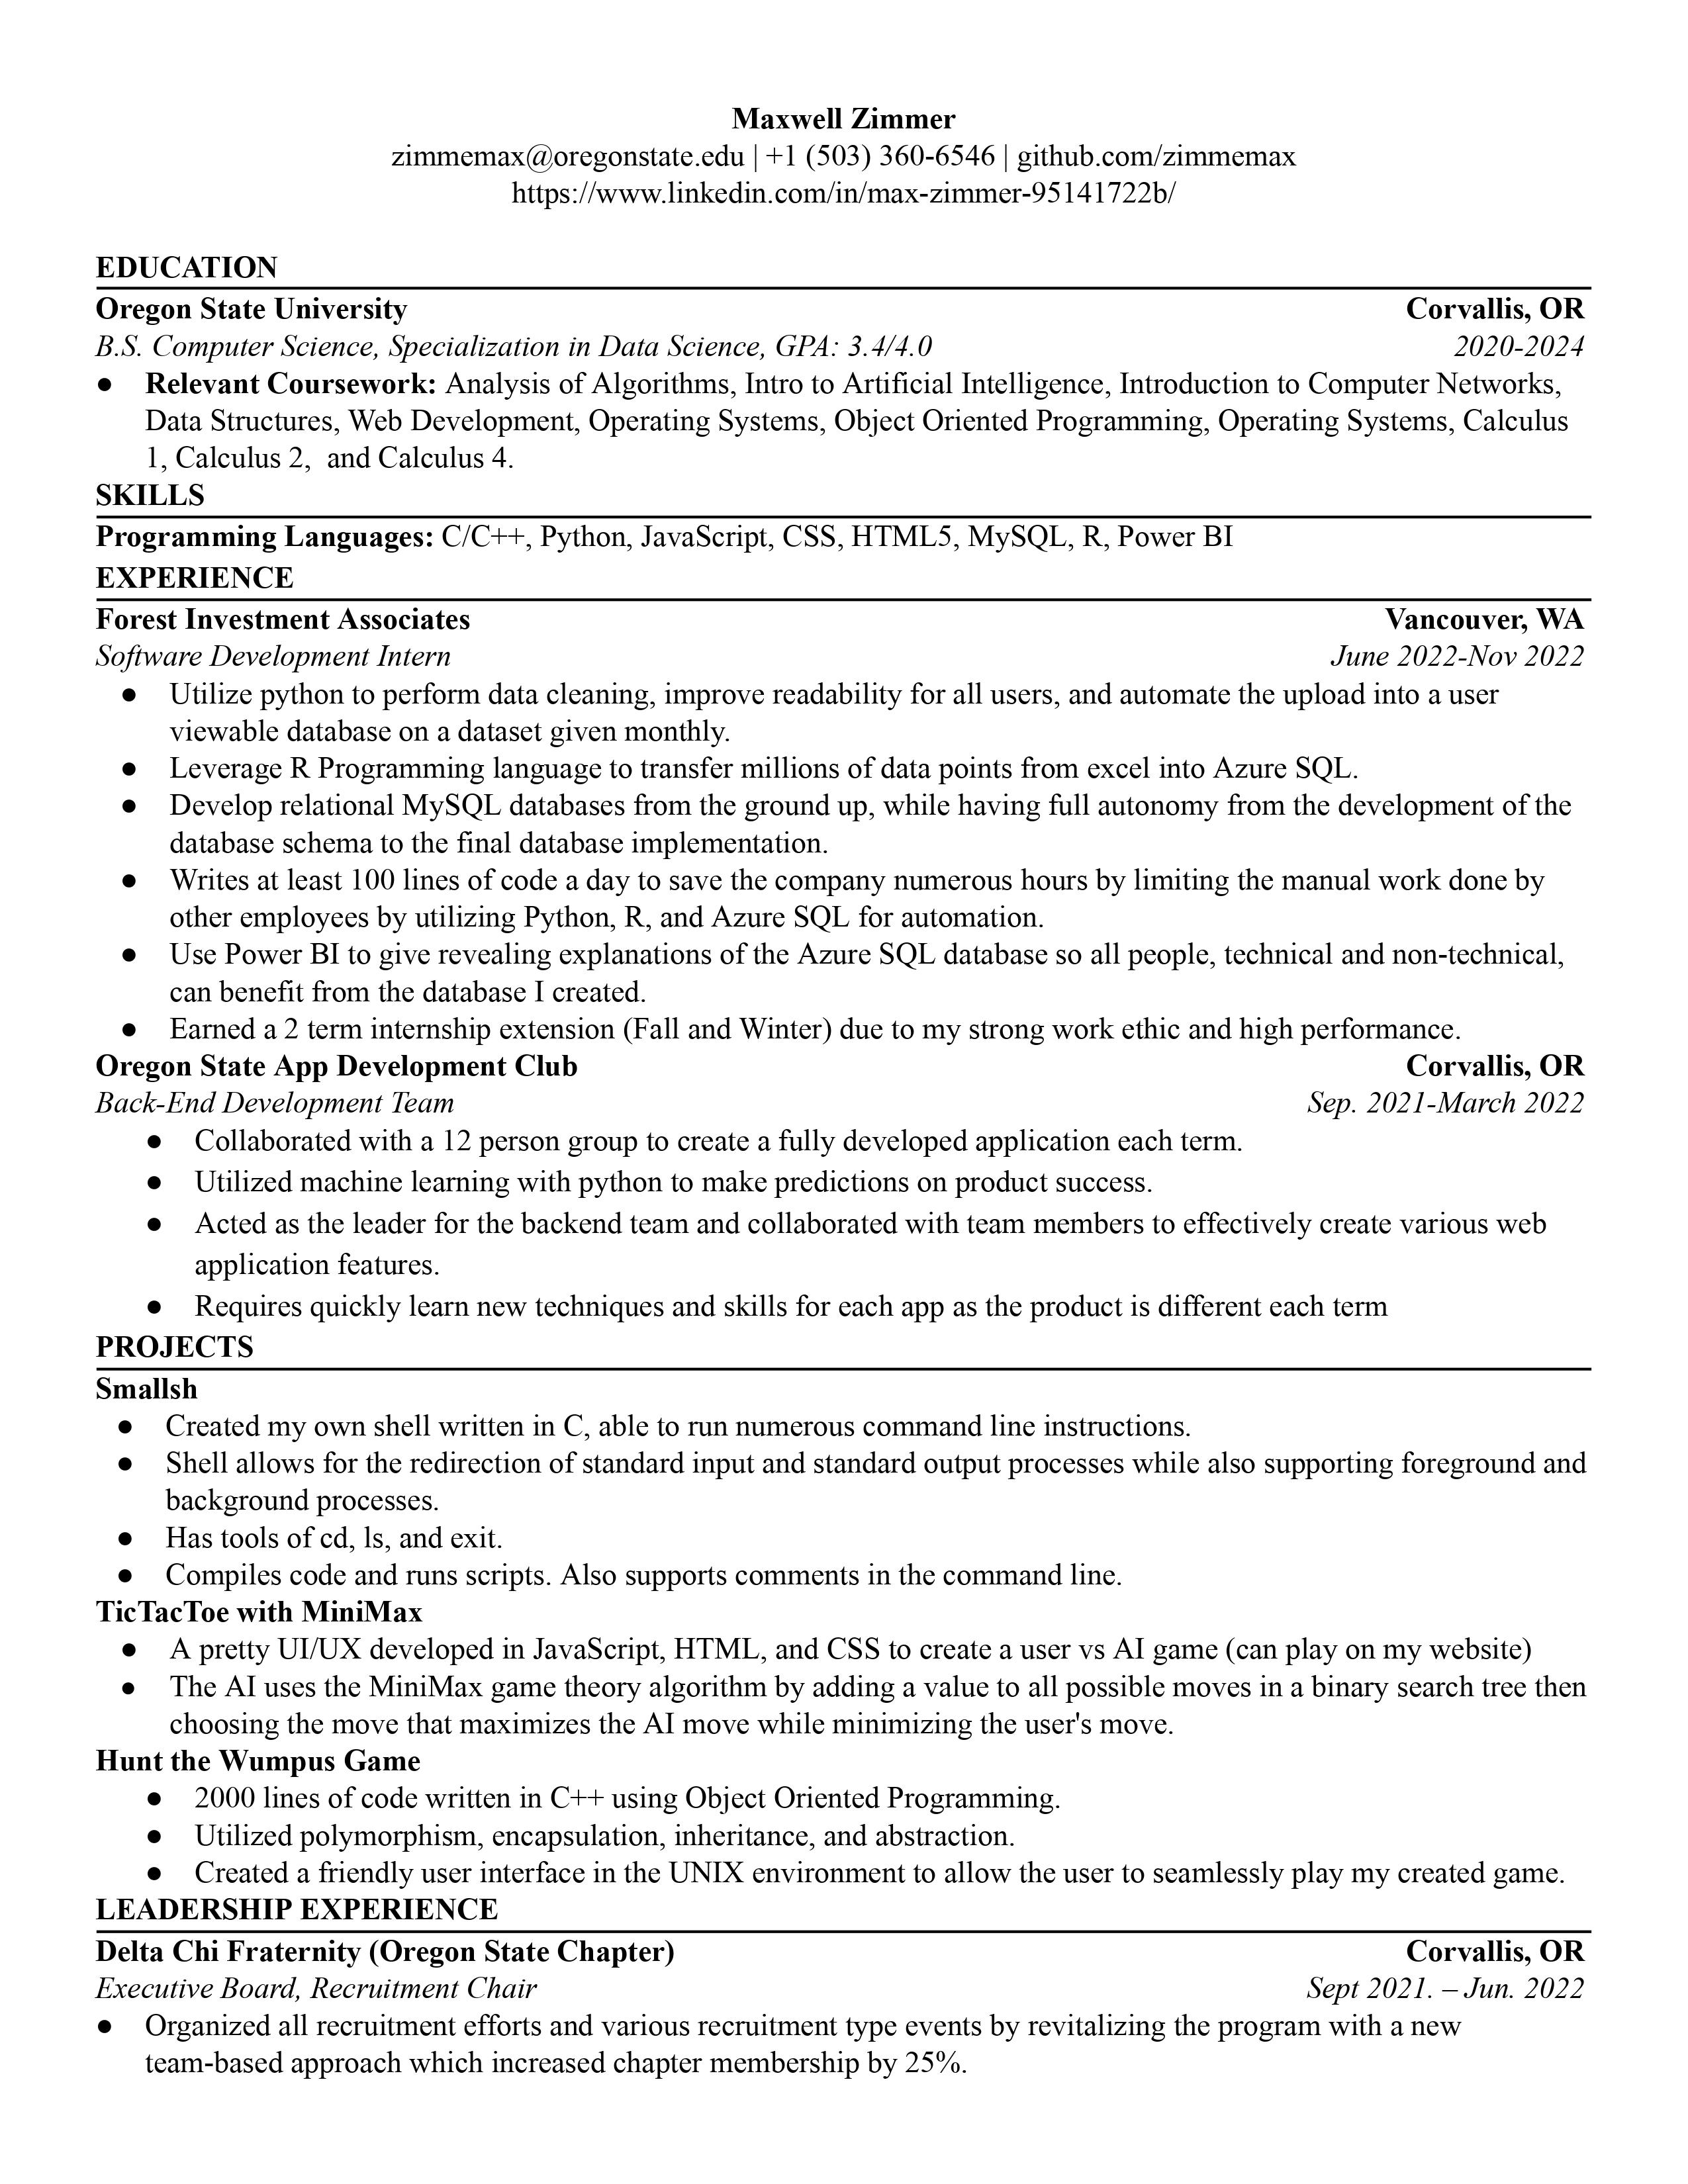 Maxwell Zimmer
zimmemax@oregonstate.edu | +1 (503) 360-6546 | github.com/zimmemax
https://www.linkedin.com/in/max-zimmer-95141722b/
EDUCATION
Oregon State University Corvallis, OR
B.S. Computer Science, Specialization in Data Science, GPA: 3.4/4.0 2020-2024
● Relevant Coursework: Analysis of Algorithms, Intro to Artificial Intelligence, Introduction to Computer Networks,
Data Structures, Web Development, Operating Systems, Object Oriented Programming, Operating Systems, Calculus
1, Calculus 2,  and Calculus 4.
SKILLS
Programming Languages: C/C++, Python, JavaScript, CSS, HTML5, MySQL, R, Power BI
EXPERIENCE
Forest Investment Associates Vancouver, WA
Software Development Intern June 2022-Nov 2022
● Utilize python to perform data cleaning, improve readability for all users, and automate the upload into a user
viewable database on a dataset given monthly.
● Leverage R Programming language to transfer millions of data points from excel into Azure SQL.
● Develop relational MySQL databases from the ground up, while having full autonomy from the development of the
database schema to the final database implementation.
● Writes at least 100 lines of code a day to save the company numerous hours by limiting the manual work done by
other employees by utilizing Python, R, and Azure SQL for automation.
● Use Power BI to give revealing explanations of the Azure SQL database so all people, technical and non-technical,
can benefit from the database I created.
● Earned a 2 term internship extension (Fall and Winter) due to my strong work ethic and high performance.
Oregon State App Development Club Corvallis, OR
Back-End Development Team Sep. 2021-March 2022
● Collaborated with a 12 person group to create a fully developed application each term.
● Utilized machine learning with python to make predictions on product success.
● Acted as the leader for the backend team and collaborated with team members to effectively create various web
application features.
● Requires quickly learn new techniques and skills for each app as the product is different each term
PROJECTS
Smallsh
● Created my own shell written in C, able to run numerous command line instructions.
● Shell allows for the redirection of standard input and standard output processes while also supporting foreground and
background processes.
● Has tools of cd, ls, and exit.
● Compiles code and runs scripts. Also supports comments in the command line.
TicTacToe with MiniMax
● A pretty UI/UX developed in JavaScript, HTML, and CSS to create a user vs AI game (can play on my website)
● The AI uses the MiniMax game theory algorithm by adding a value to all possible moves in a binary search tree then
choosing the move that maximizes the AI move while minimizing the user's move.
Hunt the Wumpus Game
● 2000 lines of code written in C++ using Object Oriented Programming.
● Utilized polymorphism, encapsulation, inheritance, and abstraction.
● Created a friendly user interface in the UNIX environment to allow the user to seamlessly play my created game.
LEADERSHIP EXPERIENCE
Delta Chi Fraternity (Oregon State Chapter) Corvallis, OR
Executive Board, Recruitment Chair Sept 2021. – Jun. 2022
● Organized all recruitment efforts and various recruitment type events by revitalizing the program with a new
team-based approach which increased chapter membership by 25%.